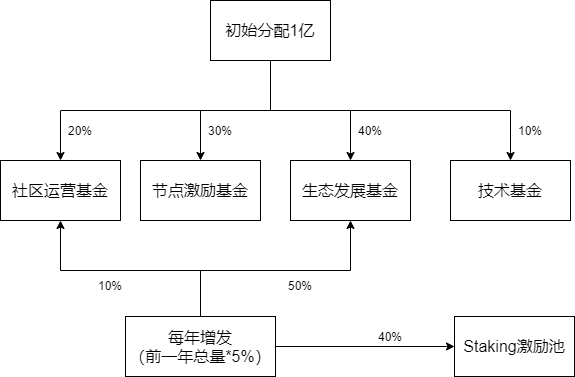 初始分配1亿
20%
30%
40%
10%
社区运营基金
节点激励基金
生态发展基金
技术基金
10%
50%
每年增发
（前一年总量*5%）
40%
Staking激励池